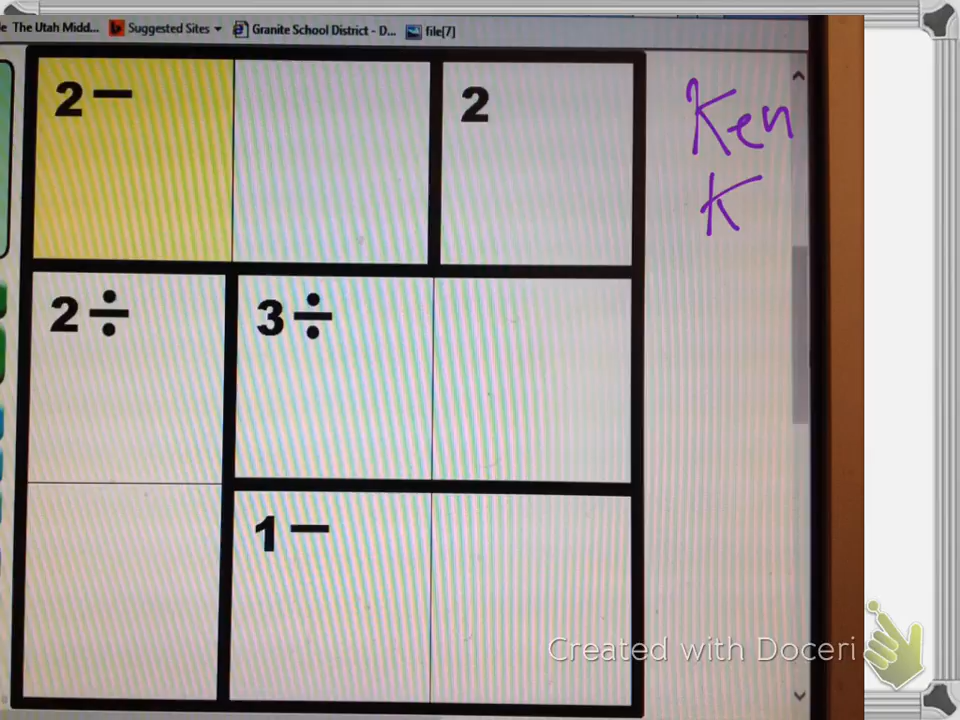 The Utah Midd... Suggested Sites Granite School District - D... file[7]
2− 2
Ken
K
2÷ 3÷
1−
Created with Doceri